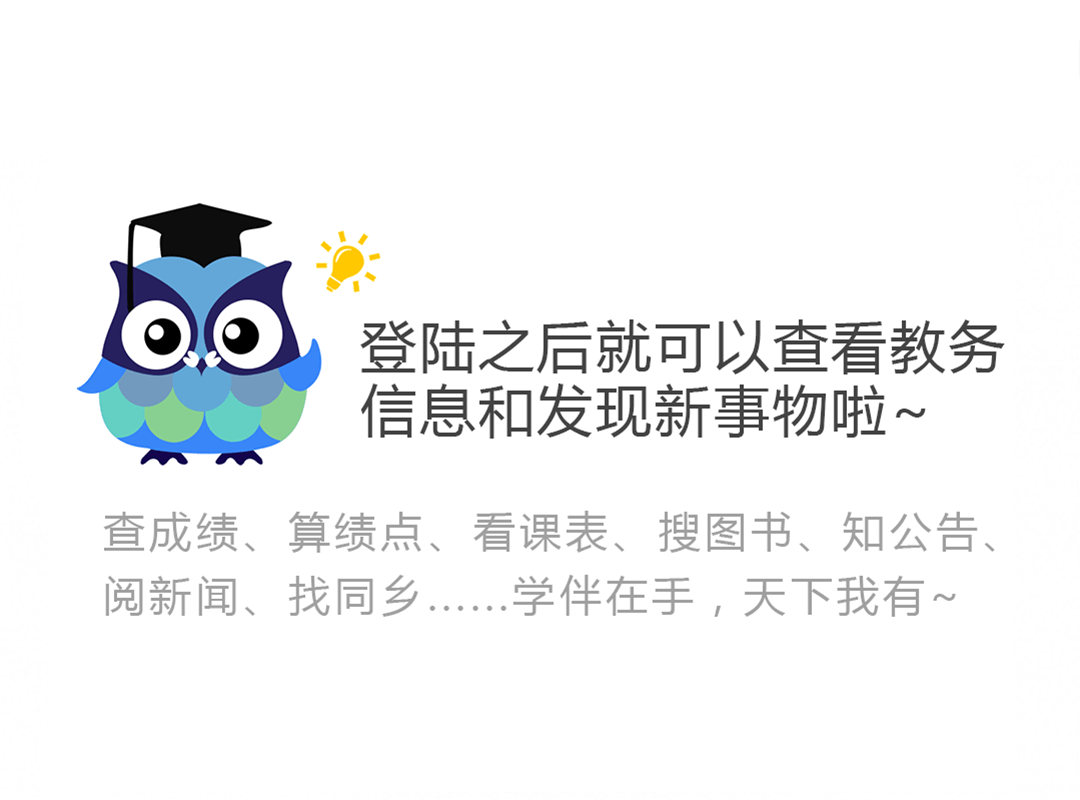 登陆之后就可以查看教务
信息和发现新事物啦~
查成绩、算绩点、看课表、搜图书、知公告、
阅新闻、找同乡......学伴在手，天下我有~